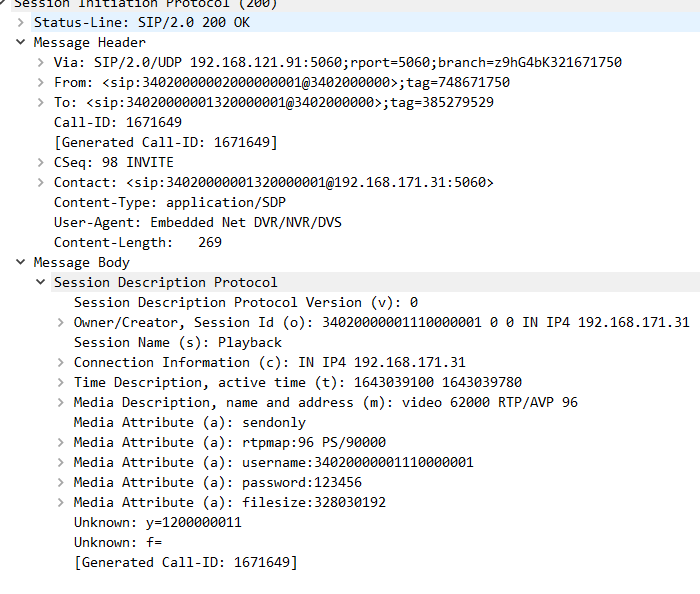 Session Initiation Protocol (200)
Status-Line: SIP/2.0 200 OK
Message Header
Via: SIP/2.0/UDP 192.168.121.91:5060;rport=5060;branch=z9hG4bK321671750
From: <sip:34020000002000000001@3402000000>;tag=748671750
To: <sip:34020000001320000001@3402000000>;tag=385279529
Call-ID: 1671649
[Generated Call-ID: 1671649]
CSeq: 98 INVITE
Contact: <sip:34020000001320000001@192.168.171.31:5060>
Content-Type: application/SDP
User-Agent: Embedded Net DVR/NVR/DVS
Content-Length:   269
Message Body
Session Description Protocol
Session Description Protocol Version (v): 0
Owner/Creator, Session Id (o): 34020000001110000001 0 0 IN IP4 192.168.171.31
Session Name (s): Playback
Connection Information (c): IN IP4 192.168.171.31
Time Description, active time (t): 1643039100 1643039780
Media Description, name and address (m): video 62000 RTP/AVP 96
Media Attribute (a): sendonly
Media Attribute (a): rtpmap:96 PS/90000
Media Attribute (a): username:34020000001110000001
Media Attribute (a): password:123456
Media Attribute (a): filesize:328030192
Unknown: y=1200000011
Unknown: f=
[Generated Call-ID: 1671649]